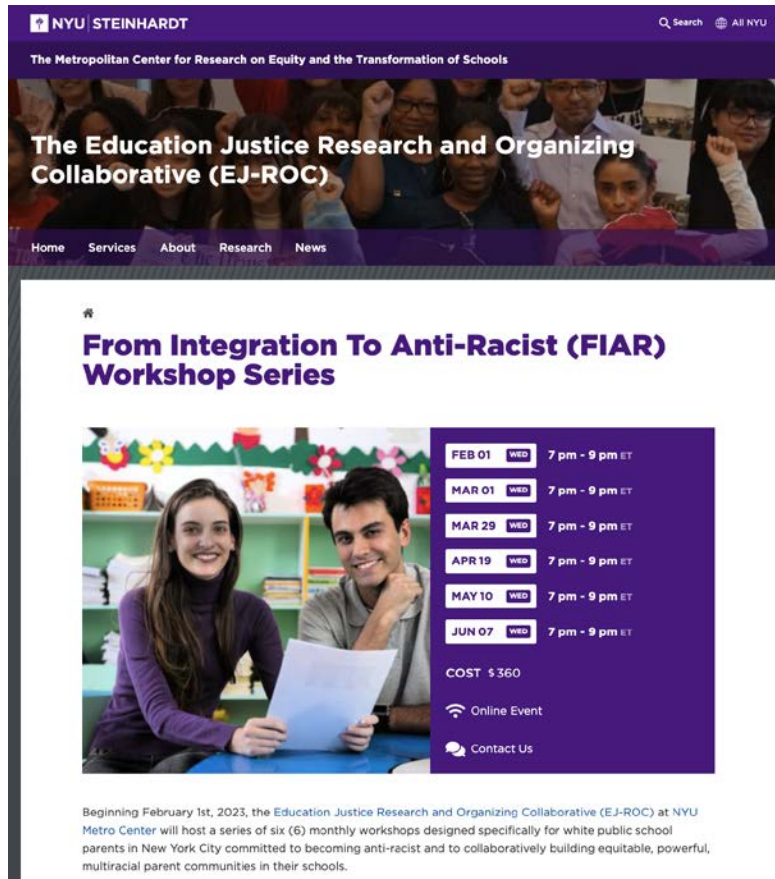 NYU STEINHARDT
Search All NYU
The Metropolitan Center for Research on Equity and the Transformation of Schools
The Education Justice Research and Organizing
Collaborative (EJ-ROC)
Home Services About Research News
From Integration To Anti-Racist (FIAR)
Workshop Series
FEB 01 WED 7 pm - 9 pm ET
MAR 01 WED 7 pm - 9 pm ET
MAR 29 WED 7 pm - 9 pm ET
APR 19 WED 7 pm - 9 pm ET
MAY 10 WED 7 pm - 9 pm ET
JUN 07 WED 7 pm - 9 pm ET
COST $360
Online Event
Contact Us
Beginning February 1st, 2023, the Education Justice Research and Organizing Collaborative (EJ-ROC) at NYU
Metro Center will host a series of six (6) monthly workshops designed specifically for white public school
parents in New York City committed to becoming anti-racist and to collaboratively building equitable, powerful,
multiracial parent communities in their schools.